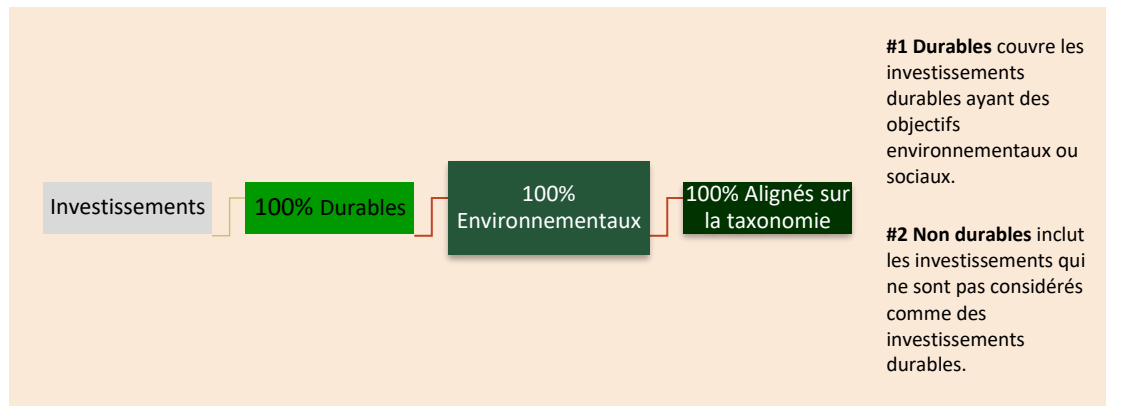 Investissements
100% Durables
100%
Environnementaux
100% Alignés sur
la taxonomie
#1 Durables couvre les
investissements
durables ayant des
objectifs
environnementaux ou
sociaux.
#2 Non durables inclut
les investissements qui
ne sont pas considérés
comme des
investissements
durables.